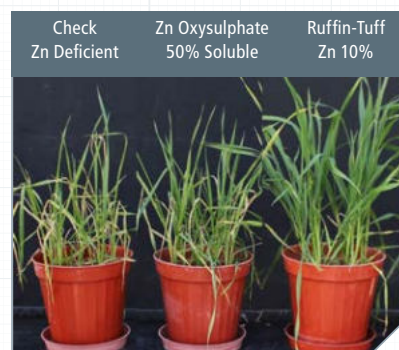 Check
Zn Deficient
Zn Oxysulphate
50% Soluble
Ruffin-Tuff
Zn 10%